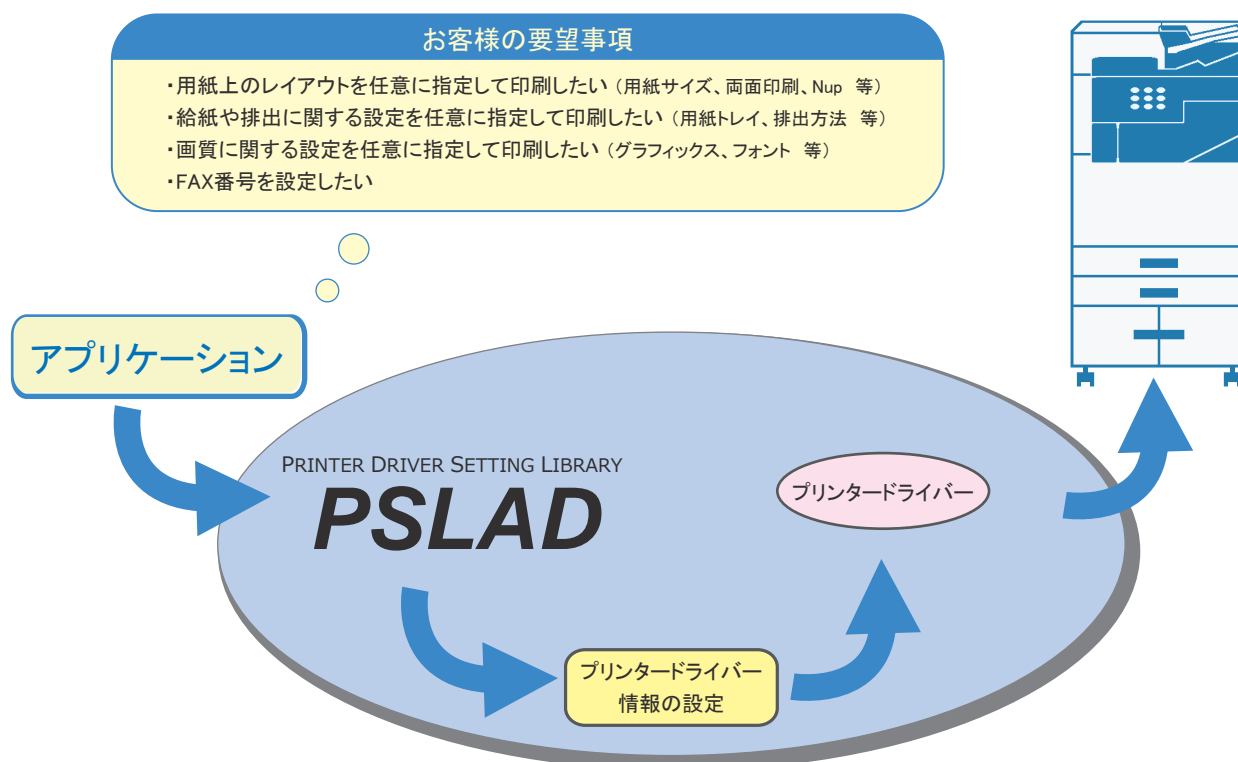 お客様の要望事項
・用紙上のレイアウトを任意に指定して印刷したい（用紙サイズ、両面印刷、Nup 等）
・給紙や排出に関する設定を任意に指定して印刷したい（用紙トレイ、排出方法 等）
・画質に関する設定を任意に指定して印刷したい（グラフィックス、フォント 等）
・FAX番号を設定したい
アプリケーション
PRINTER DRIVER SETTING LIBRARY
PSLAD
プリンタードライバー
プリンタードライバー
情報の設定